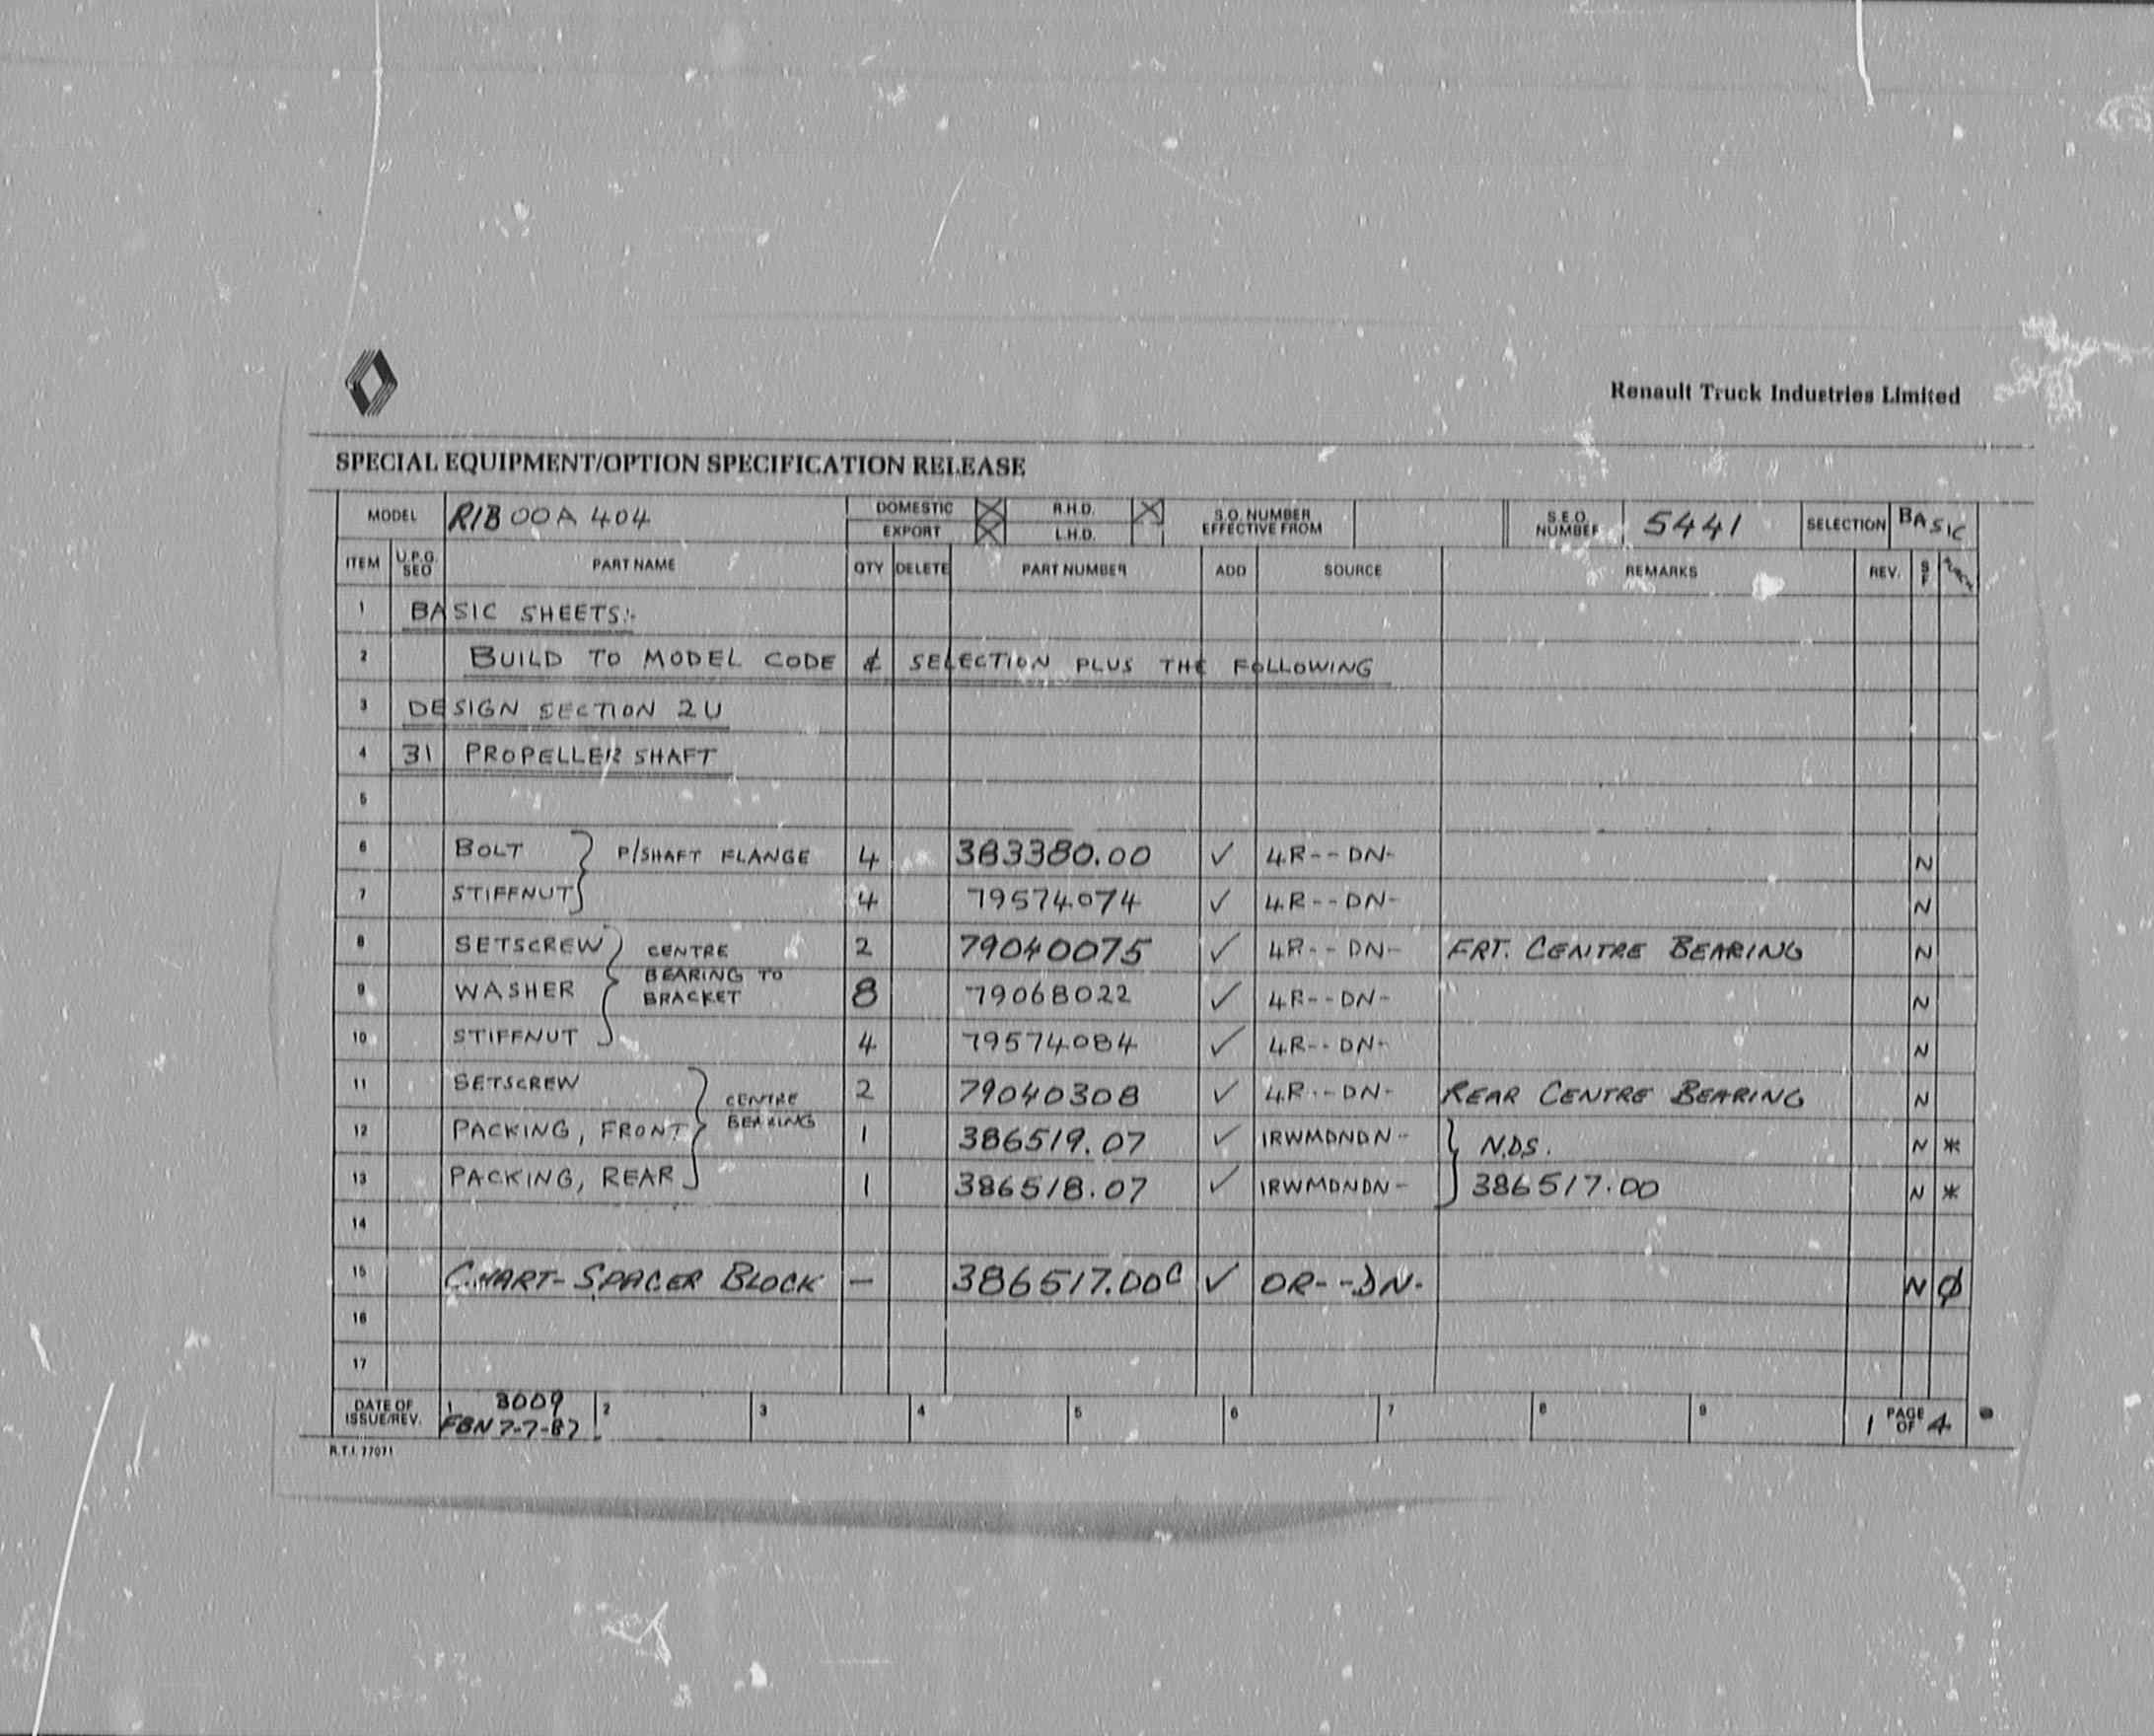 Renault Truck Industries Limited
SPECIAL EQUIPMENT/OPTION SPECIFICATION RELEASE
MODEL R1B00A404 DOMESTIC R.H.D. S.O. NUMBER EFFECTIVE FROM S.E.O. NUMBER 5441 SELECTION BASIC
EXPORT L.H.D.
ITEM U.P.G. SEQ PART NAME QTY DELETE PART NUMBER ADD SOURCE REMARKS REV. S F
1 BASIC SHEETS:-
2 BUILD TO MODEL CODE & SELECTION PLUS THE FOLLOWING
3 DESIGN SECTION 2U
4 31 PROPELLER SHAFT
5
6 BOLT } P/SHAFT FLANGE 4 383380.00 ✓ 4R--DN- N
7 STIFFNUT 4 79574074 ✓ 4R--DN- N
8 SETSCREW } CENTRE BEARING TO BRACKET 2 79040075 ✓ 4R--DN- FRT. CENTRE BEARING N
9 WASHER 8 79068022 ✓ 4R--DN- N
10 STIFFNUT 4 79574084 ✓ 4R--DN- N
11 SETSCREW } CENTRE BEARING 2 79040308 ✓ 4R--DN- REAR CENTRE BEARING N
12 PACKING, FRONT 1 386519.07 ✓ 1RWMDNDN- } N.D.S. N *
13 PACKING, REAR 1 386518.07 ✓ 1RWMDNDN- 386517.00 N *
14
15 CHART-SPACER BLOCK - 386517.00C ✓ OR--DN- N Ø
16
17
DATE OF ISSUE/REV. 1 8009 2 3 4 5 6 7 8 9 1 PAGE OF 4
FBN 7-7-87
R.T.I. 77071